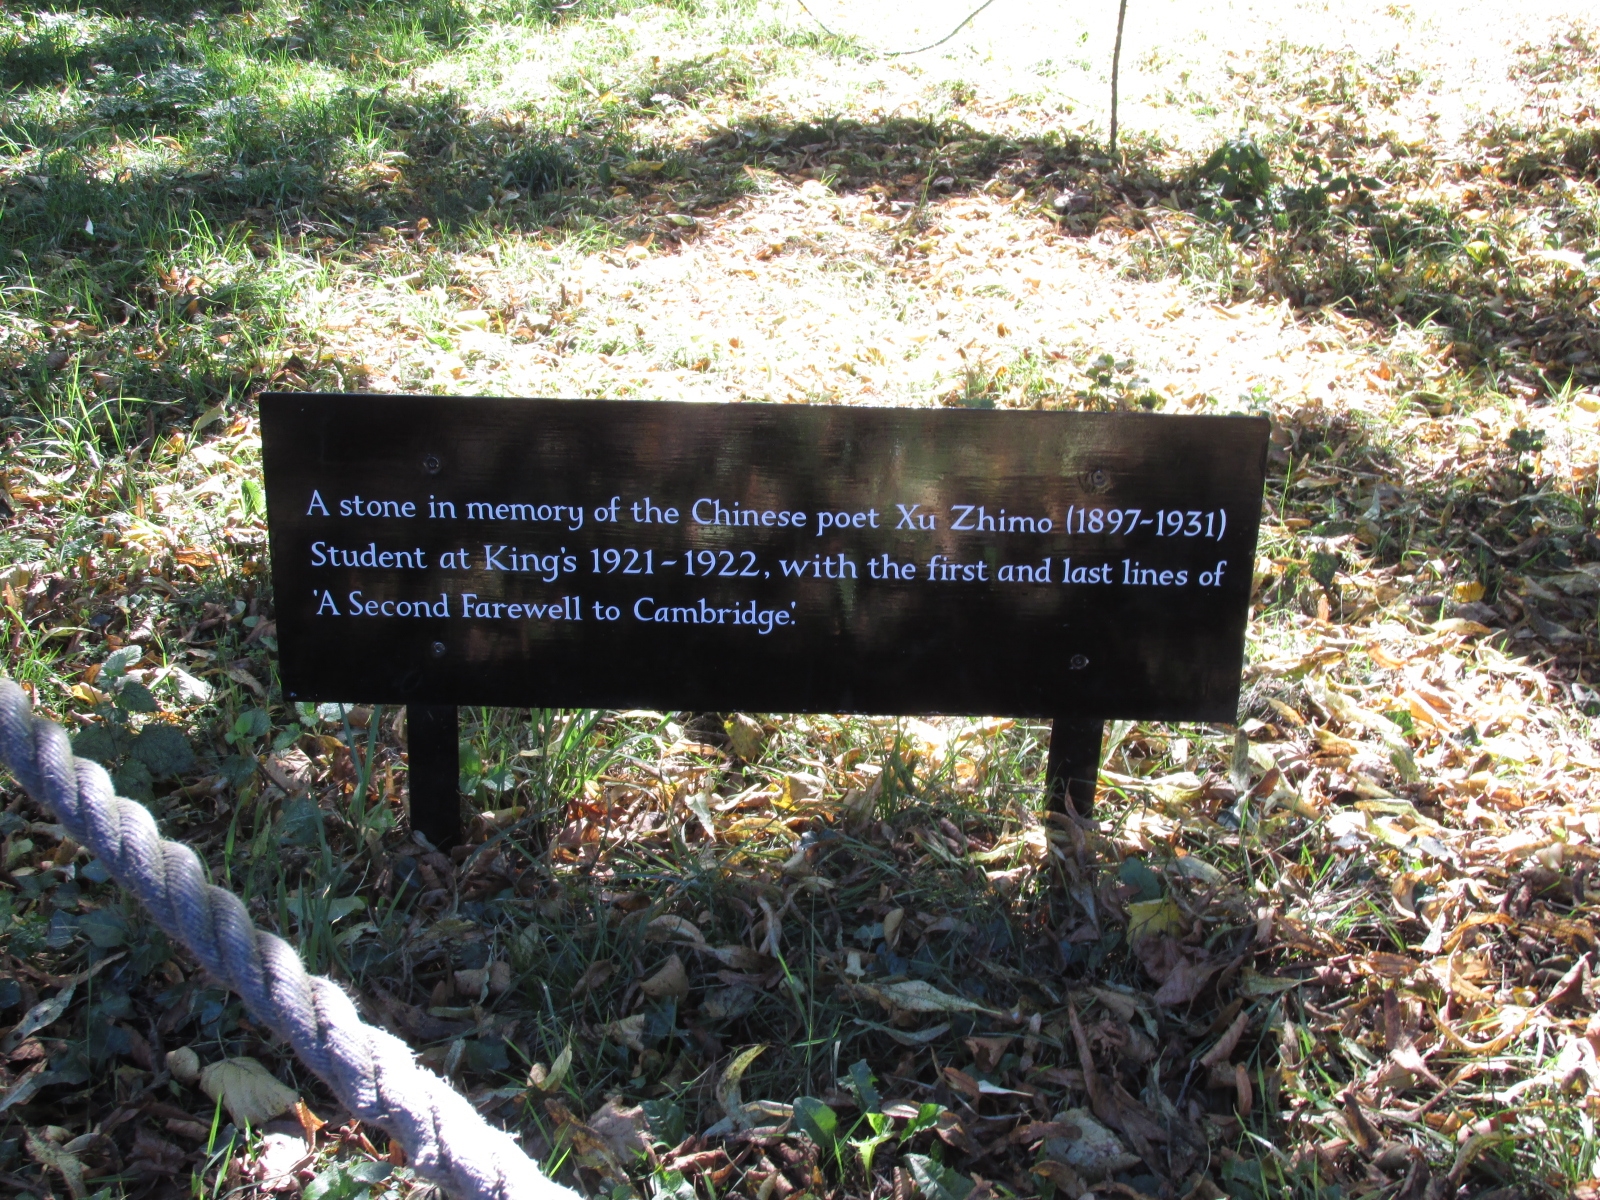 A stone in memory of the Chinese poet Xu Zhimo (1897-1931)
Student at King's 1921-1922, with the first and last lines of
'A Second Farewell to Cambridge'.